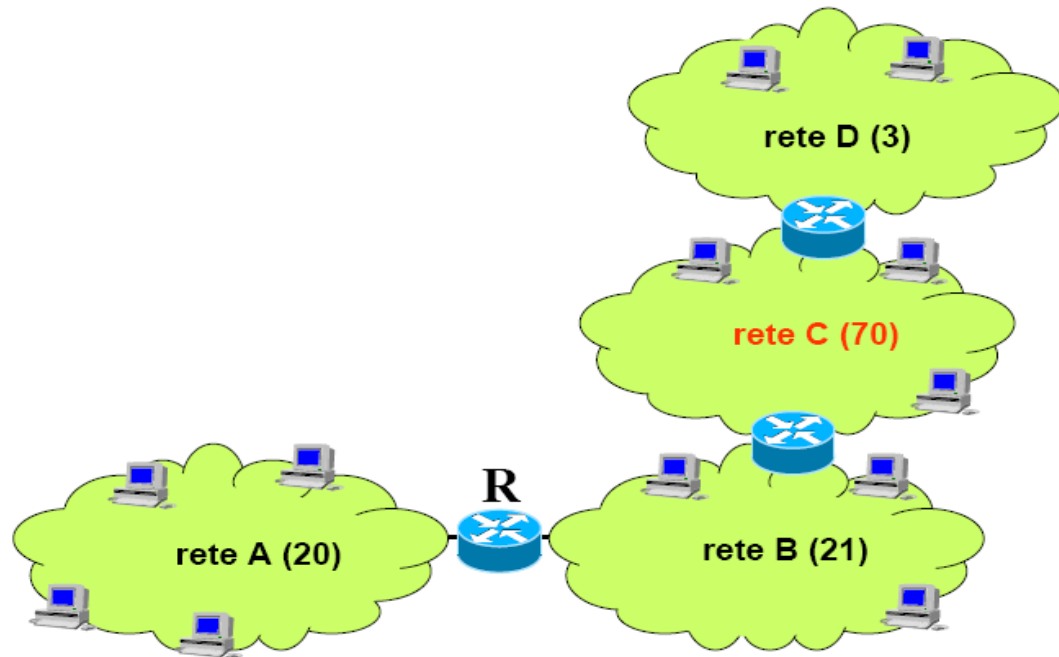 rete D (3)
rete C (70)
R
rete A (20)
rete B (21)